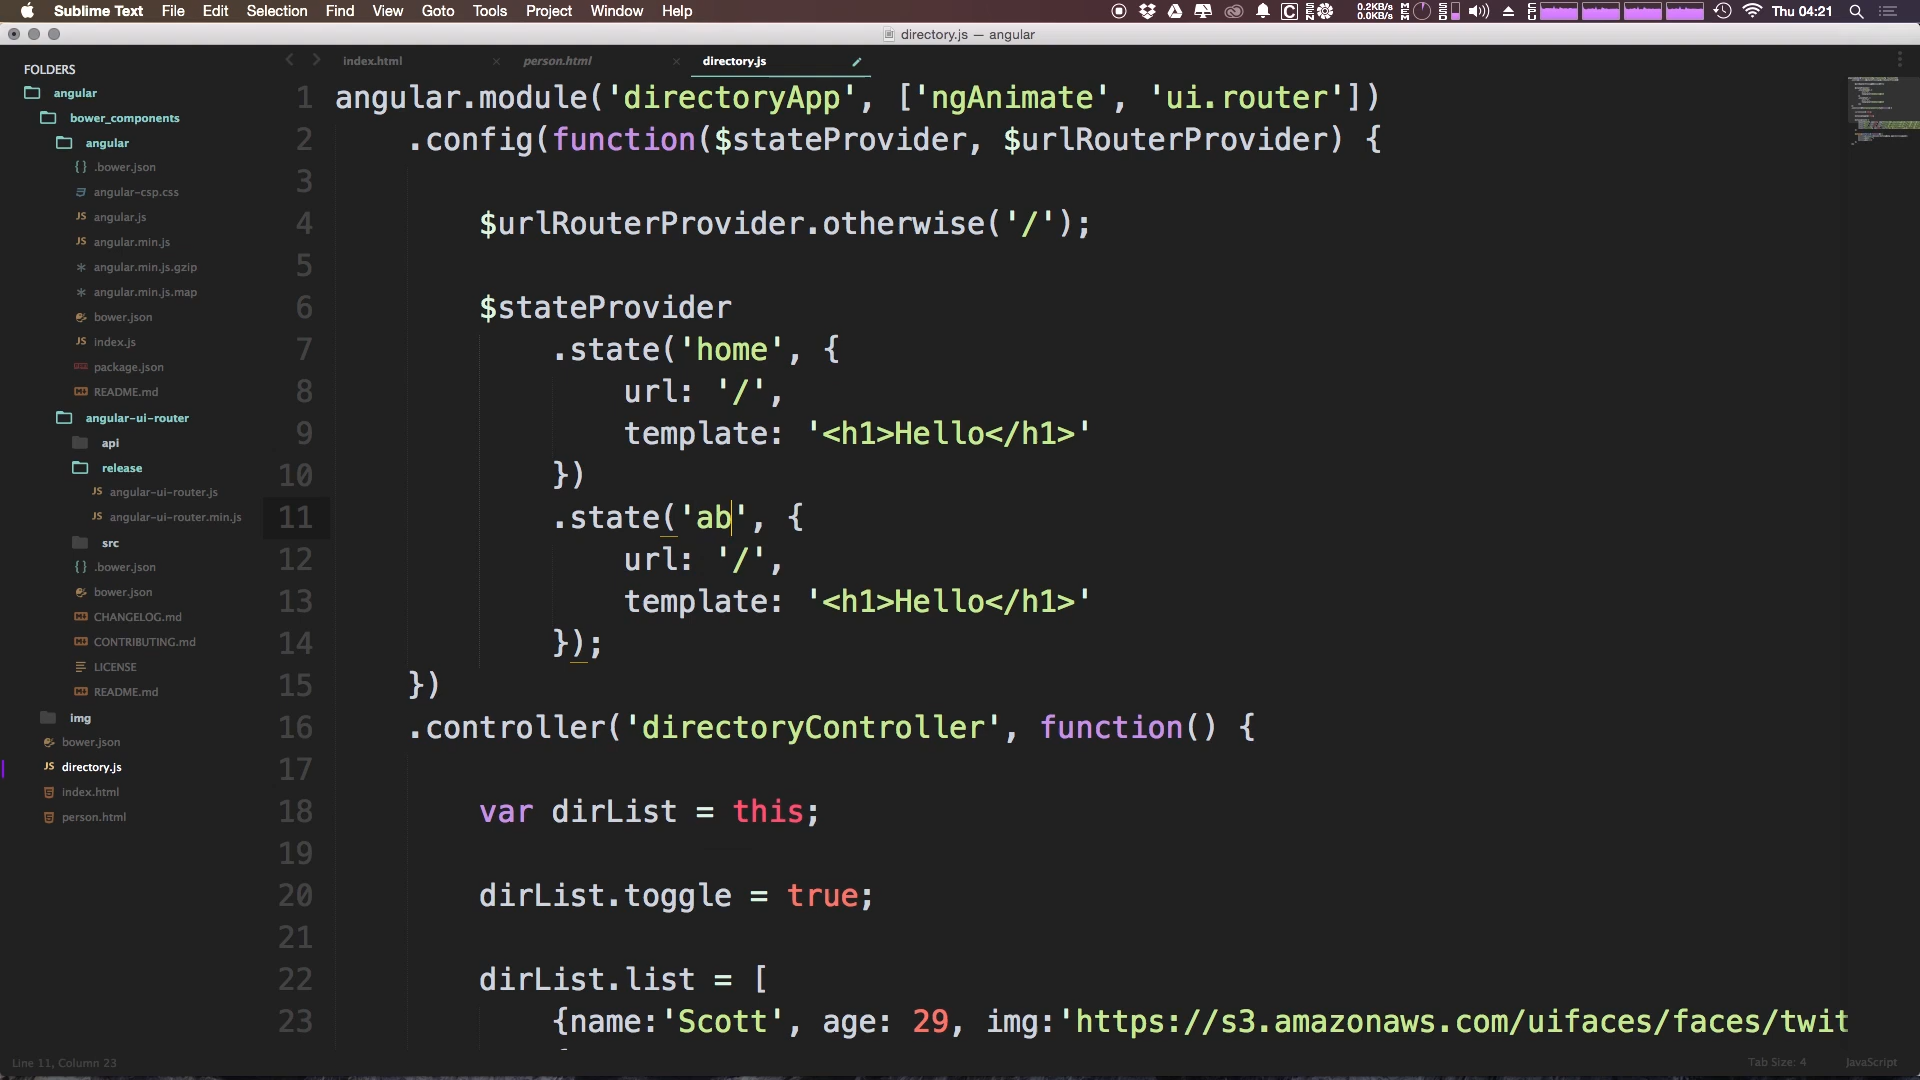 Sublime Text File Edit Selection Find View Goto Tools Project Window Help 0.2KB/s 0.0KB/s Thu 04:21
directory.js — angular
FOLDERS
angular
bower_components
angular
.bower.json
angular-csp.css
angular.js
angular.min.js
angular.min.js.gzip
angular.min.js.map
bower.json
index.js
package.json
README.md
angular-ui-router
api
release
angular-ui-router.js
angular-ui-router.min.js
src
.bower.json
bower.json
CHANGELOG.md
CONTRIBUTING.md
LICENSE
README.md
img
bower.json
directory.js
index.html
person.html
index.html person.html directory.js
1 angular.module('directoryApp', ['ngAnimate', 'ui.router'])
2 .config(function($stateProvider, $urlRouterProvider) {
3
4 $urlRouterProvider.otherwise('/');
5
6 $stateProvider
7 .state('home', {
8 url: '/',
9 template: '<h1>Hello</h1>'
10 })
11 .state('ab', {
12 url: '/',
13 template: '<h1>Hello</h1>'
14 });
15 })
16 .controller('directoryController', function() {
17
18 var dirList = this;
19
20 dirList.toggle = true;
21
22 dirList.list = [
23 {name:'Scott', age: 29, img:'https://s3.amazonaws.com/uifaces/faces/twit
Line 11, Column 23 Tab Size: 4 JavaScript